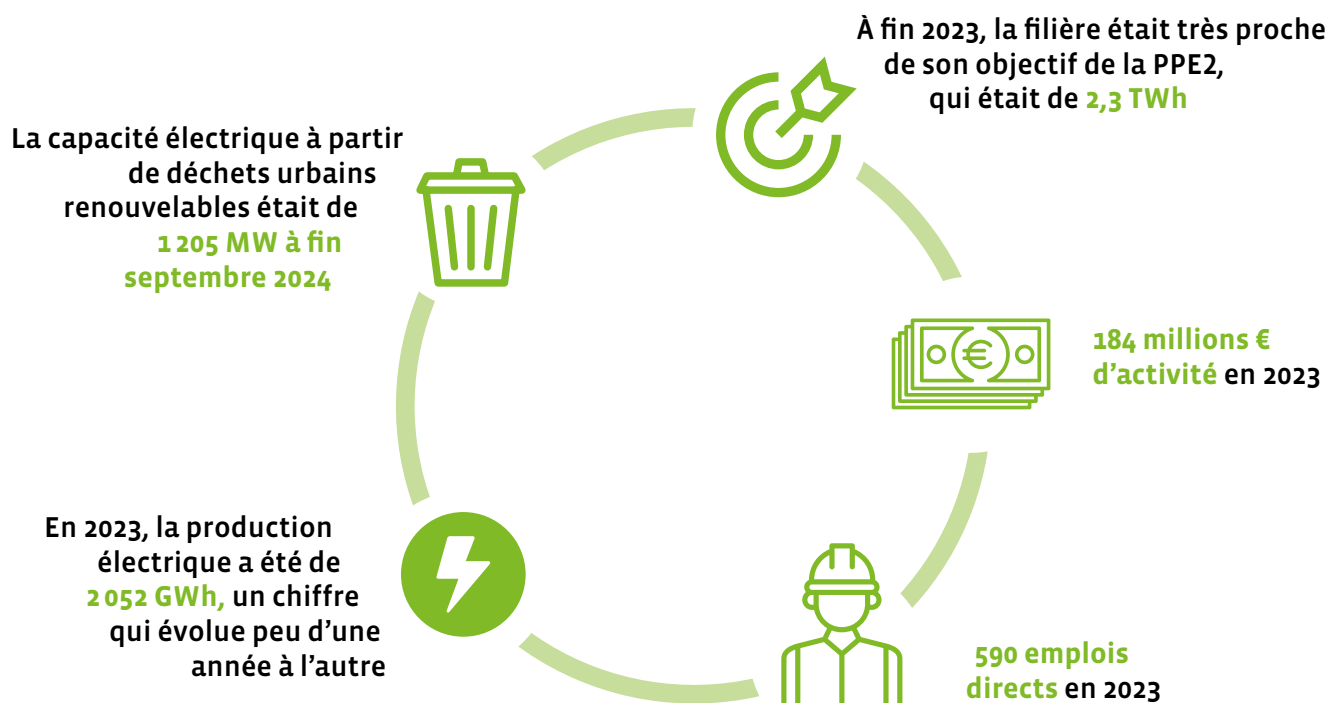 À fin 2023, la filière était très proche
de son objectif de la PPE2,
qui était de 2,3 TWh
La capacité électrique à partir
de déchets urbains
renouvelables était de
1 205 MW à fin
septembre 2024
184 millions €
d’activité en 2023
En 2023, la production
électrique a été de
2 052 GWh, un chiffre
qui évolue peu d’une
année à l’autre
590 emplois
directs en 2023